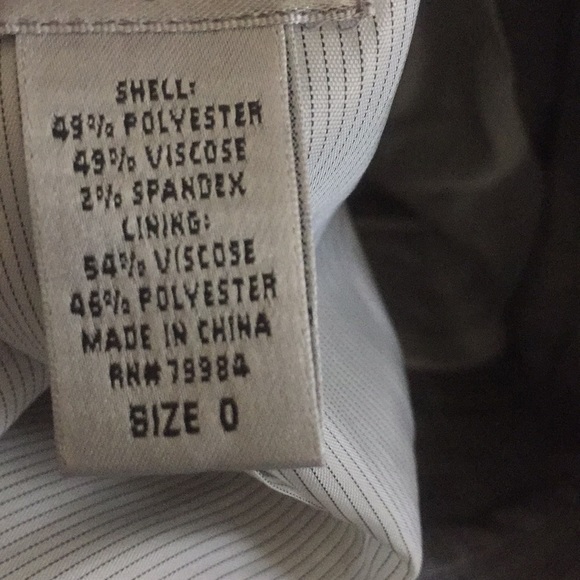 SHELL:
49% POLYESTER
49% VISCOSE
2% SPANDEX
LINING:
54% VISCOSE
46% POLYESTER
MADE IN CHINA
RN# 79984
SIZE 0